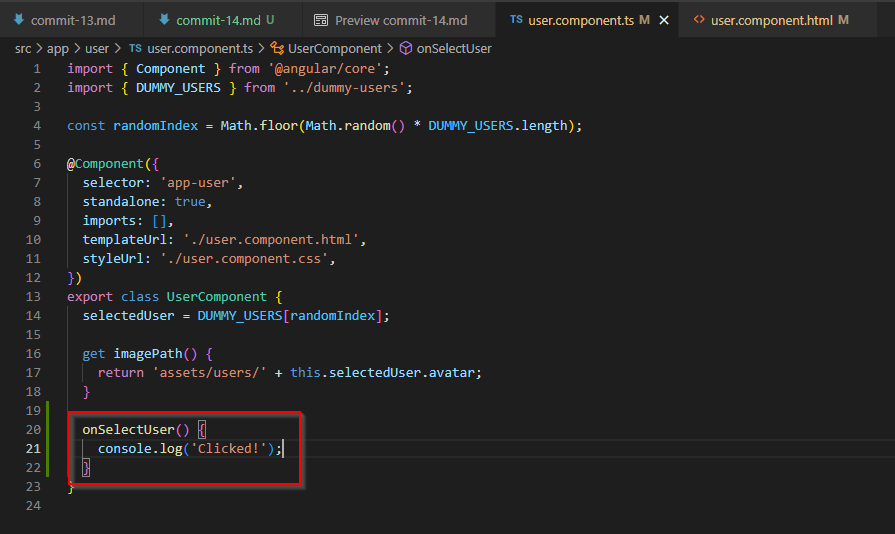 commit-13.md
commit-14.md U
Preview commit-14.md
TS user.component.ts M
<> user.component.html M
src > app > user > TS user.component.ts > UserComponent > onSelectUser
1 import { Component } from '@angular/core';
2 import { DUMMY_USERS } from '../dummy-users';
3
4 const randomIndex = Math.floor(Math.random() * DUMMY_USERS.length);
5
6 @Component({
7   selector: 'app-user',
8   standalone: true,
9   imports: [],
10   templateUrl: './user.component.html',
11   styleUrl: './user.component.css',
12 })
13 export class UserComponent {
14   selectedUser = DUMMY_USERS[randomIndex];
15
16   get imagePath() {
17     return 'assets/users/' + this.selectedUser.avatar;
18   }
19
20   onSelectUser() {
21     console.log('Clicked!');
22   }
23 }
24